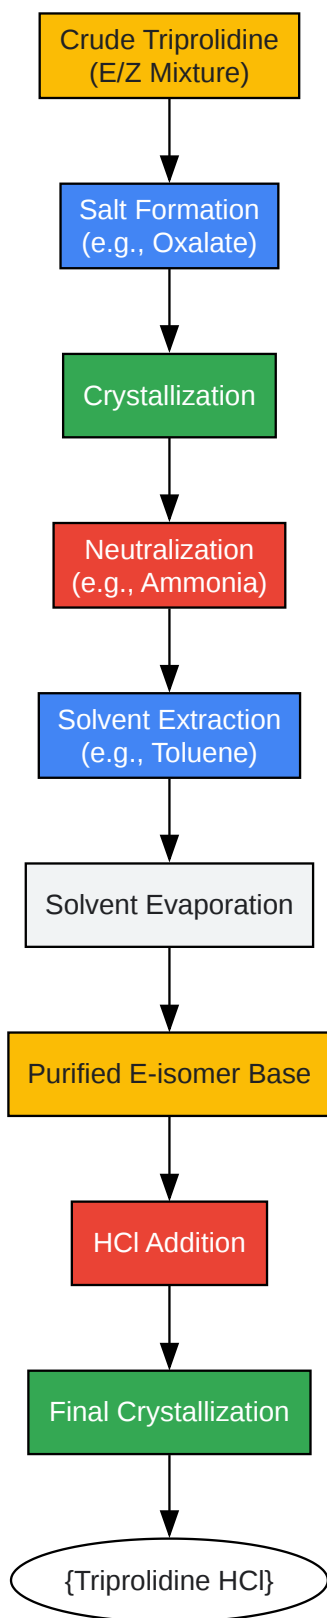 Crude Triprolidine
(E/Z Mixture)
Salt Formation
(e.g., Oxalate)
Crystallization
Neutralization
(e.g., Ammonia)
Solvent Extraction
(e.g., Toluene)
Solvent Evaporation
Purified E-isomer Base
HCl Addition
Final Crystallization
{Triprolidine HCl}